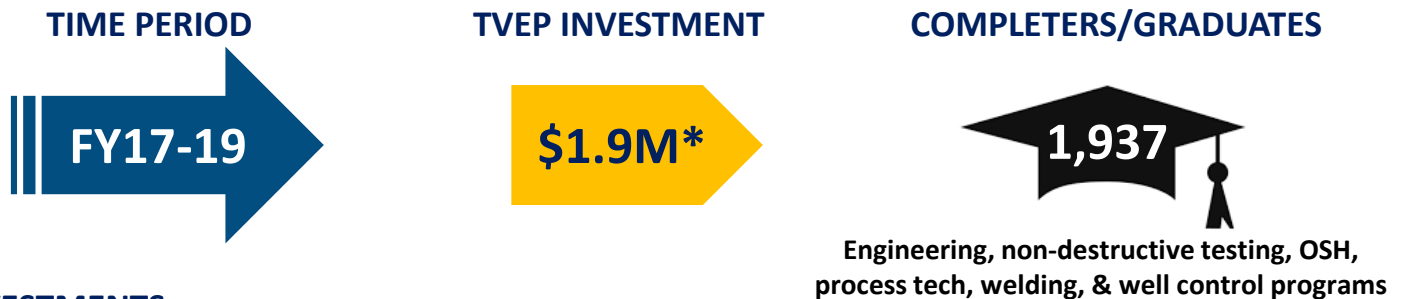 TIME PERIOD
TVEP INVESTMENT
COMPLETERS/GRADUATES
FY17-19
$1.9M*
1,937
Engineering, non-destructive testing, OSH,
process tech, welding, & well control programs